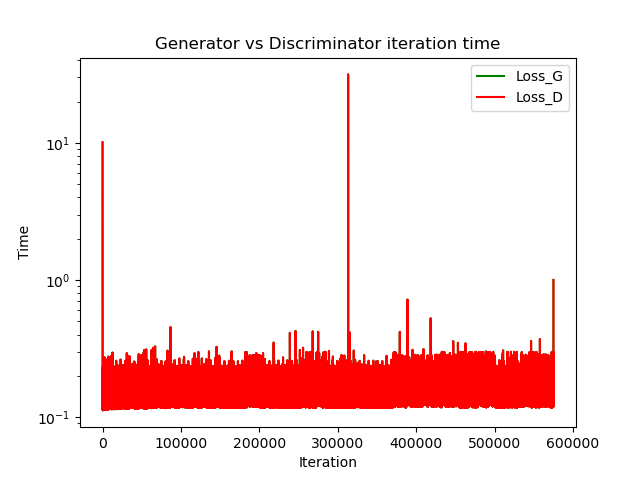 Generator vs Discriminator iteration time
Loss_G
Loss_D
10¹
10⁰
10⁻¹
Time
0 100000 200000 300000 400000 500000 600000
Iteration